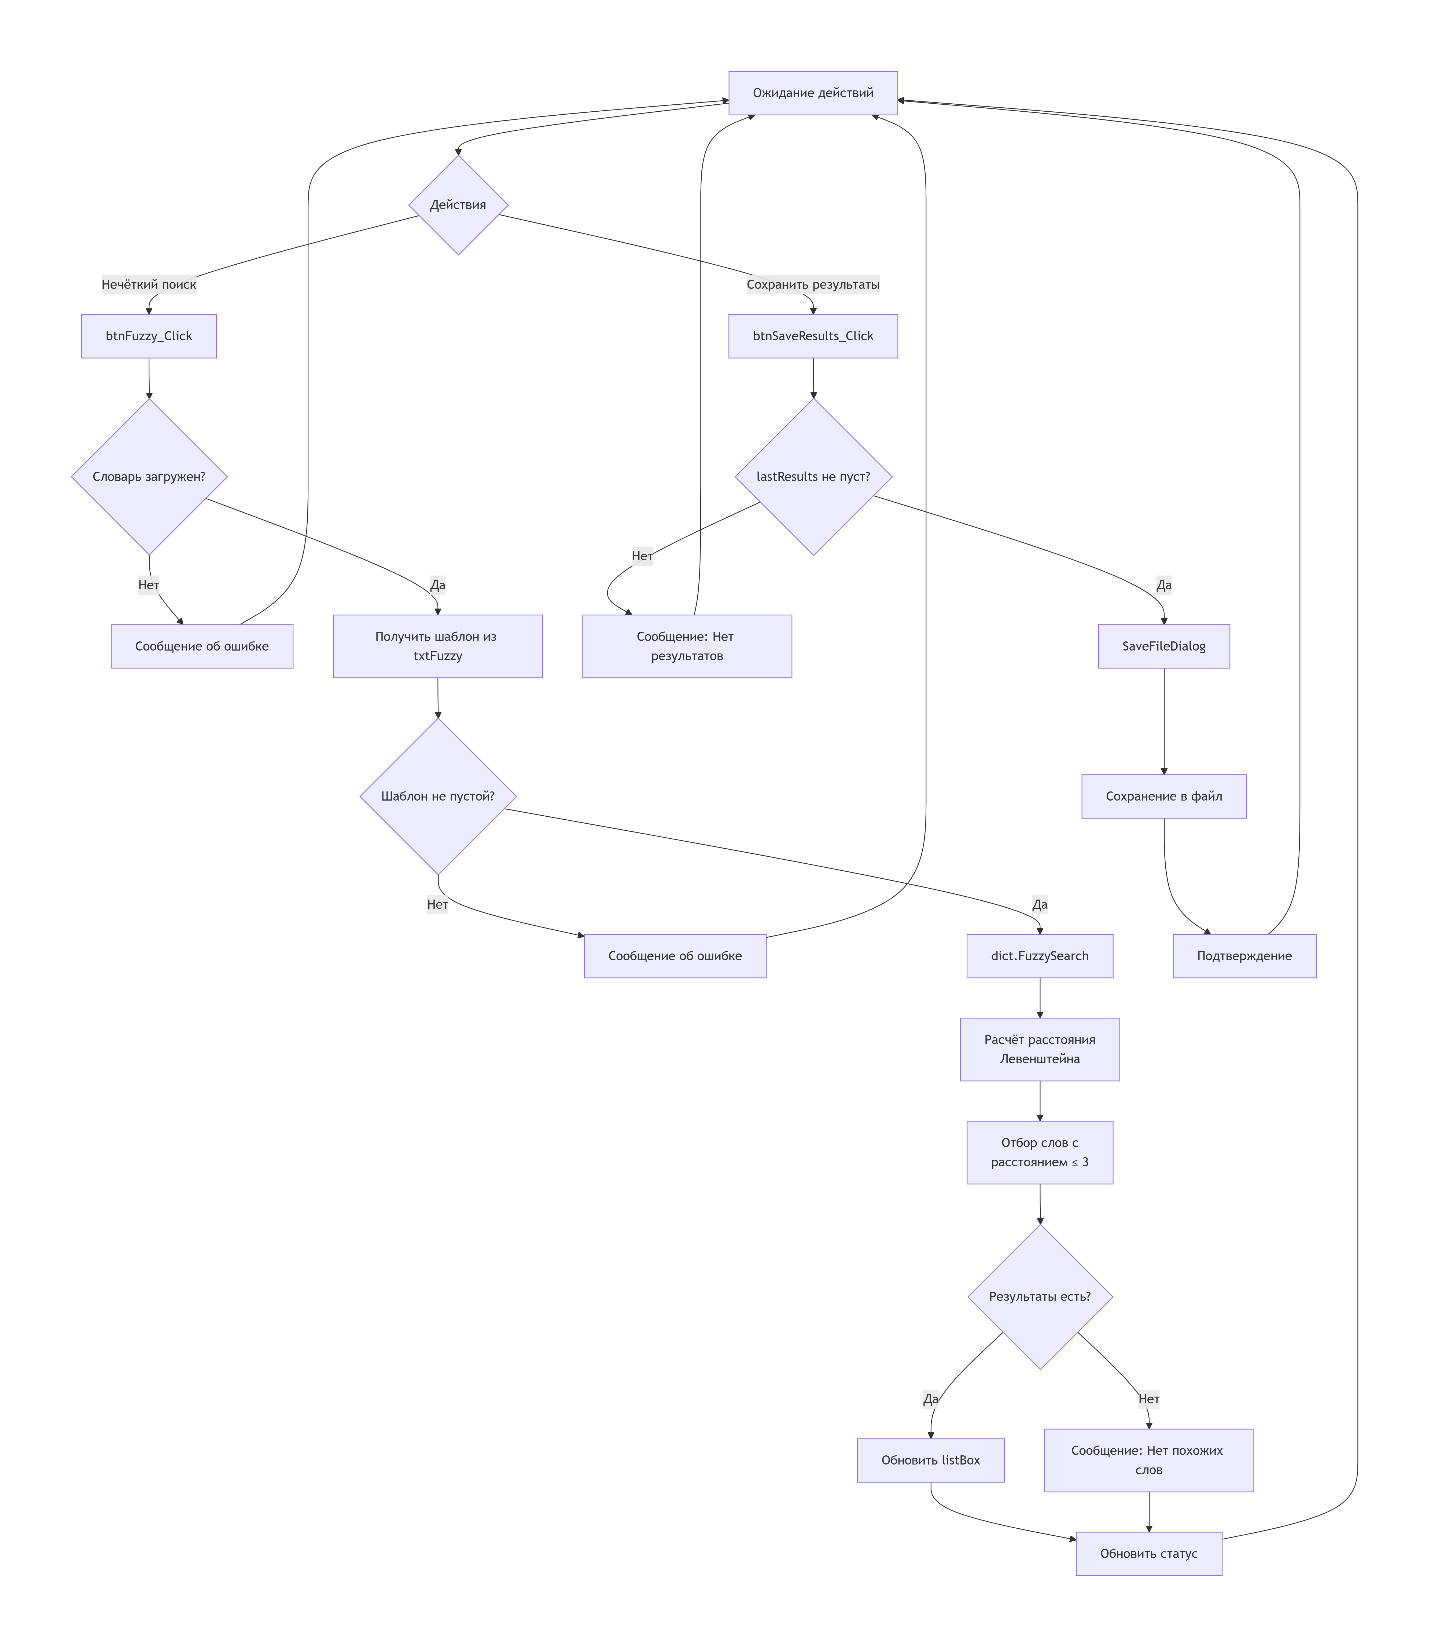 Ожидание действий
Действия
Нечёткий поиск
Сохранить результаты
btnFuzzy_Click
btnSaveResults_Click
Словарь загружен?
lastResults не пуст?
Нет
Нет
Да
Да
Сообщение об ошибке
Получить шаблон из
txtFuzzy
Сообщение: Нет
результатов
SaveFileDialog
Шаблон не пустой?
Сохранение в файл
Нет
Да
Сообщение об ошибке
dict.FuzzySearch
Подтверждение
Расчёт расстояния
Левенштейна
Отбор слов с
расстоянием ≤ 3
Результаты есть?
Да
Нет
Обновить listBox
Сообщение: Нет похожих
слов
Обновить статус